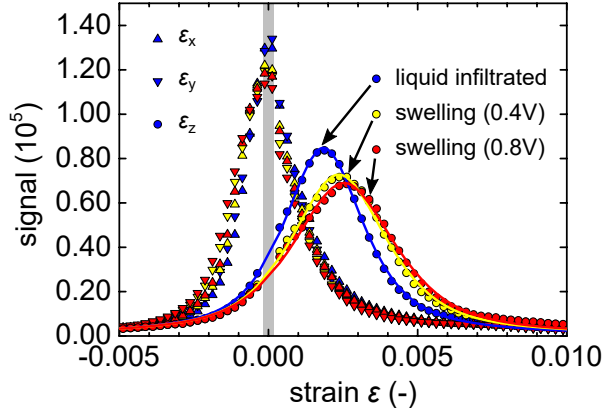 1.40
1.20
1.00
0.80
0.60
0.40
0.20
0.00
signal (10⁵)
εx
εy
εz
liquid infiltrated
swelling (0.4V)
swelling (0.8V)
-0.005 0.000 0.005 0.010
strain ε (-)